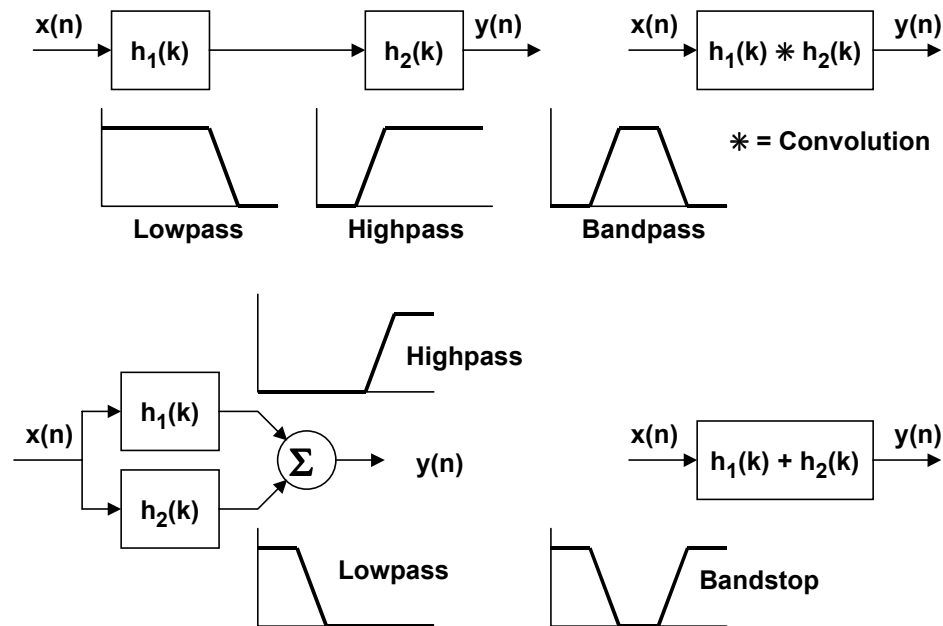 x(n) h₁(k) h₂(k) y(n)
x(n) h₁(k) ∗ h₂(k) y(n)
∗ = Convolution
Lowpass Highpass Bandpass
Highpass
x(n) h₁(k) Σ y(n)
h₂(k)
x(n) h₁(k) + h₂(k) y(n)
Lowpass
Bandstop